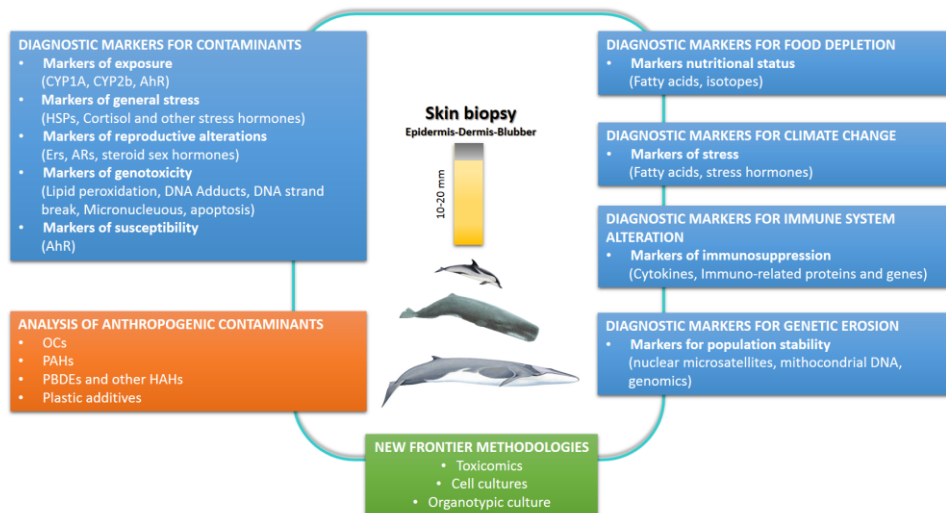 DIAGNOSTIC MARKERS FOR CONTAMINANTS
• Markers of exposure
(CYP1A, CYP2b, AhR)
• Markers of general stress
(HSPs, Cortisol and other stress hormones)
• Markers of reproductive alterations
(Ers, ARs, steroid sex hormones)
• Markers of genotoxicity
(Lipid peroxidation, DNA Adducts, DNA strand
break, Micronucleuous, apoptosis)
• Markers of susceptibility
(AhR)
ANALYSIS OF ANTHROPOGENIC CONTAMINANTS
• OCs
• PAHs
• PBDEs and other HAHs
• Plastic additives
Skin biopsy
Epidermis-Dermis-Blubber
10-20 mm
DIAGNOSTIC MARKERS FOR FOOD DEPLETION
• Markers nutritional status
(Fatty acids, isotopes)
DIAGNOSTIC MARKERS FOR CLIMATE CHANGE
• Markers of stress
(Fatty acids, stress hormones)
DIAGNOSTIC MARKERS FOR IMMUNE SYSTEM
ALTERATION
• Markers of immunosuppression
(Cytokines, Immuno-related proteins and genes)
DIAGNOSTIC MARKERS FOR GENETIC EROSION
• Markers for population stability
(nuclear microsatellites, mithocondrial DNA,
genomics)
NEW FRONTIER METHODOLOGIES
• Toxicomics
• Cell cultures
• Organotypic culture